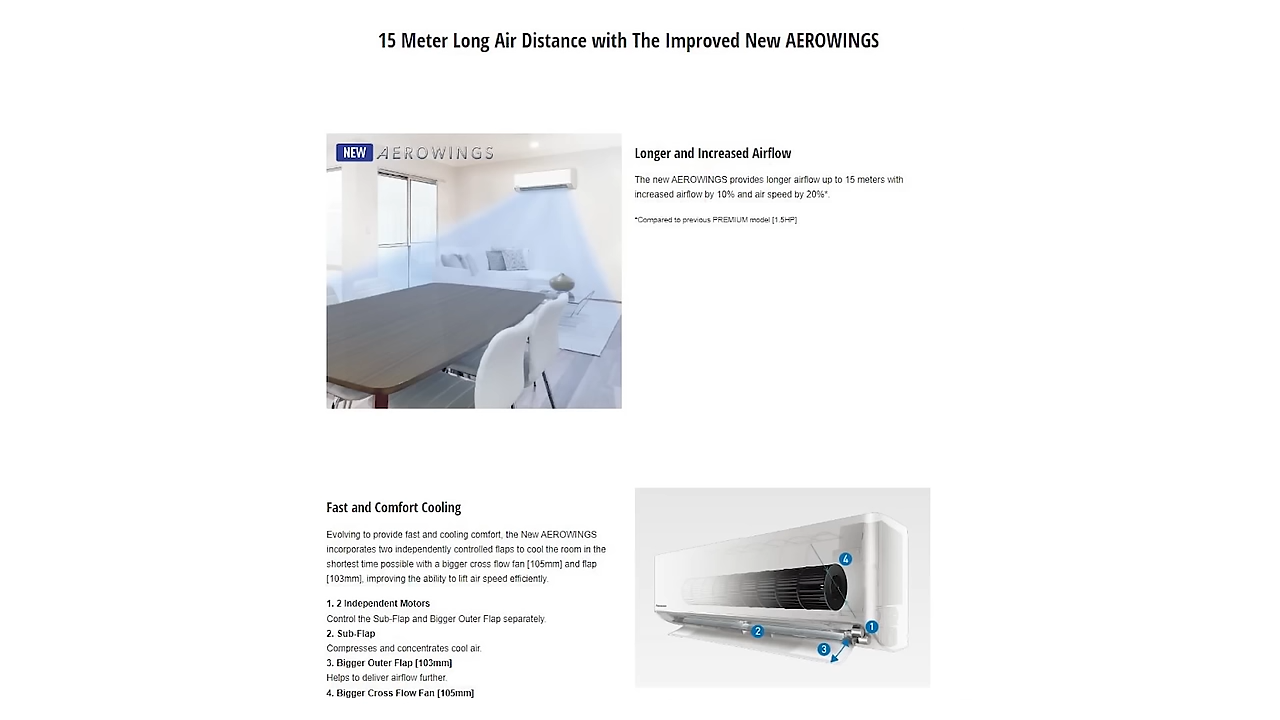 15 Meter Long Air Distance with The Improved New AEROWINGS
NEW AEROWINGS
Longer and Increased Airflow
The new AEROWINGS provides longer airflow up to 15 meters with
increased airflow by 10% and air speed by 20%*.
*Compared to previous PREMIUM model [1.5HP]
Fast and Comfort Cooling
Evolving to provide fast and cooling comfort, the New AEROWINGS
incorporates two independently controlled flaps to cool the room in the
shortest time possible with a bigger cross flow fan [105mm] and flap
[103mm], improving the ability to lift air speed efficiently.
1. 2 Independent Motors
Control the Sub-Flap and Bigger Outer Flap separately.
2. Sub-Flap
Compresses and concentrates cool air.
3. Bigger Outer Flap [103mm]
Helps to deliver airflow further.
4. Bigger Cross Flow Fan [105mm]
4
1
2
3